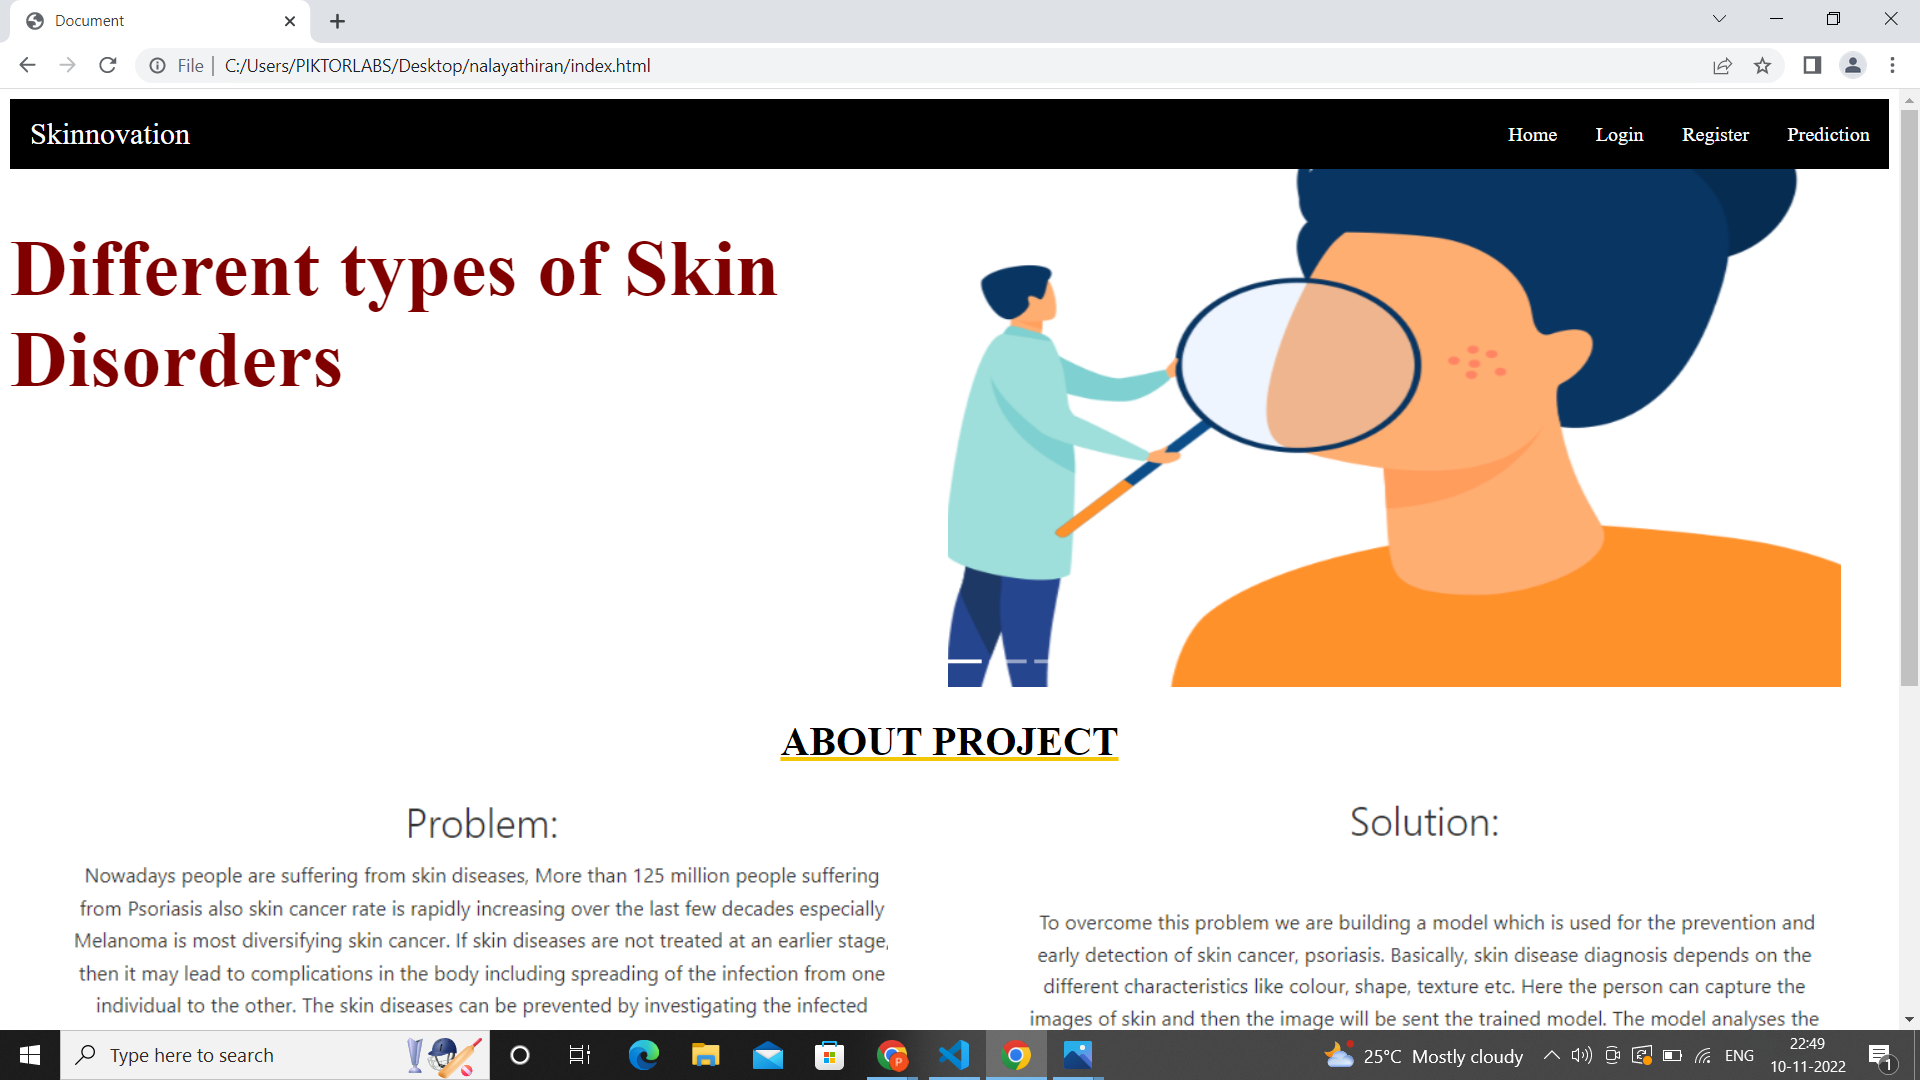 Document
File | C:/Users/PIKTORLABS/Desktop/nalayathiran/index.html
Skinnovation
Home Login Register Prediction
Different types of Skin
Disorders
ABOUT PROJECT
Problem:
Nowadays people are suffering from skin diseases, More than 125 million people suffering
from Psoriasis also skin cancer rate is rapidly increasing over the last few decades especially
Melanoma is most diversifying skin cancer. If skin diseases are not treated at an earlier stage,
then it may lead to complications in the body including spreading of the infection from one
individual to the other. The skin diseases can be prevented by investigating the infected
Solution:
To overcome this problem we are building a model which is used for the prevention and
early detection of skin cancer, psoriasis. Basically, skin disease diagnosis depends on the
different characteristics like colour, shape, texture etc. Here the person can capture the
images of skin and then the image will be sent the trained model. The model analyses the
Type here to search
P
25°C Mostly cloudy
ENG
22:49
10-11-2022
1